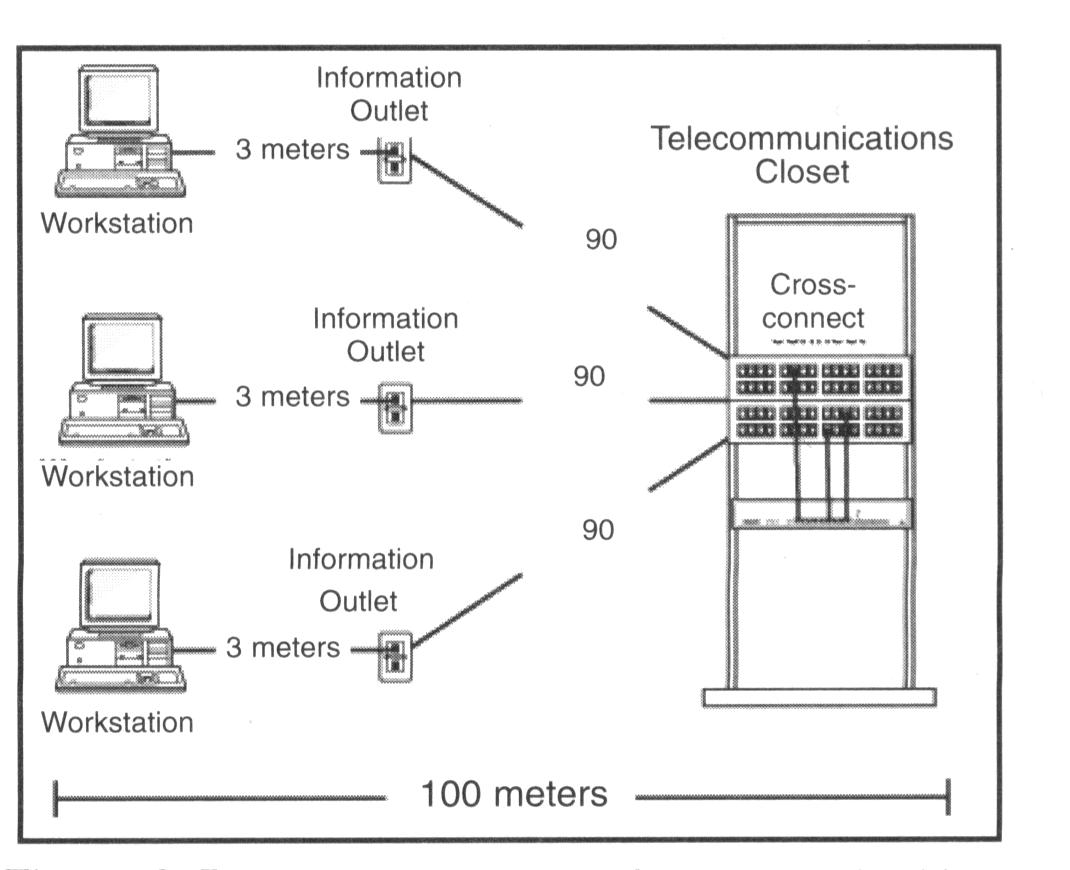 Information
Outlet
3 meters
Workstation
Telecommunications
Closet
90
Cross-
connect
Information
Outlet
3 meters
90
Workstation
90
Information
Outlet
3 meters
Workstation
100 meters